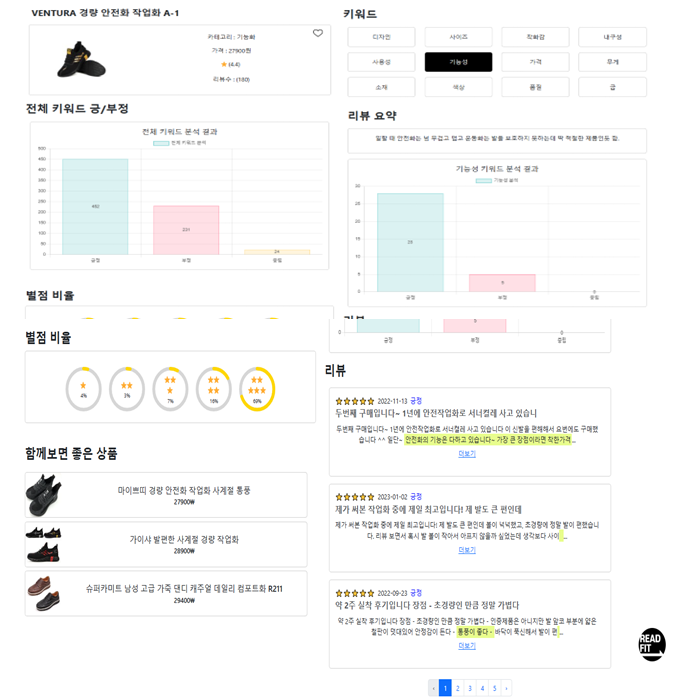 VENTURA 경량 안전화 작업화 A-1
카테고리 : 기능화
가격 : 27900원
★ (4.4)
리뷰수 : (180)
전체 키워드 긍/부정
전체 키워드 분석 결과
전체 키워드 분석
500
450
400
350
300
250
200
150
100
50
0
450
231
24
긍정
부정
중립
별점 비율
별점 비율
★
4%
★★
3%
★★
★
7%
★★
★★
16%
★★
★★★
69%
함께보면 좋은 상품
마이쁘띠 경량 안전화 작업화 사계절 통풍
27900₩
가이샤 발편한 사계절 경량 작업화
28900₩
슈퍼카미트 남성 고급 가죽 댄디 캐주얼 데일리 컴포트화 R211
29400₩
키워드
디자인
사이즈
착화감
내구성
사용성
기능성
가격
무게
소재
색상
품질
굽
리뷰 요약
일할 때 안전화는 넘 무겁고 덥고 운동화는 발을 보호하지 못하는데 딱 적절한 제품인듯 함.
기능성 키워드 분석 결과
기능성 분석
30
25
20
15
10
5
0
28
5
0
긍정
부정
중립
리뷰
0
5
0
긍정
부정
중립
리뷰
★★★★★ 2022-11-13 긍정
두번째 구매입니다~ 1년에 안전작업화로 서너컬레 사고 있습니
두번째 구매입니다~ 1년에 안전작업화로 서너컬레 사고 있습니다 이 신발을 편해해서 요번에도 구매했
습니다 ^^ 일단~ 안전화의 기능은 다하고 있습니다~ 가장 큰 장점이라면 착한가격...
더보기
★★★★★ 2023-01-02 긍정
제가 써본 작업화 중에 제일 최고입니다! 제 발도 큰 편인데
제가 써본 작업화 중에 제일 최고입니다! 제 발도 큰 편인데 볼이 넉넉했고, 초경량에 정말 발이 편했습니
다. 리뷰 보면서 혹시 발 볼이 작아서 아프지 않을까 싶었는데 생각보다 사이...
더보기
★★★★★ 2022-09-23 긍정
약 2주 실착 후기입니다 장점 - 초경량인 만큼 정말 가볍다
약 2주 실착 후기입니다 장점 - 초경량인 만큼 정말 가볍다 - 인증제품은 아니지만 발 앞코 부분에 얇은
철판이 덧대있어 안정감이 든다 - 통풍이 좋다 - 바닥이 푹신해서 발이 편...
더보기
‹ 1 2 3 4 5 ›
READ
FIT